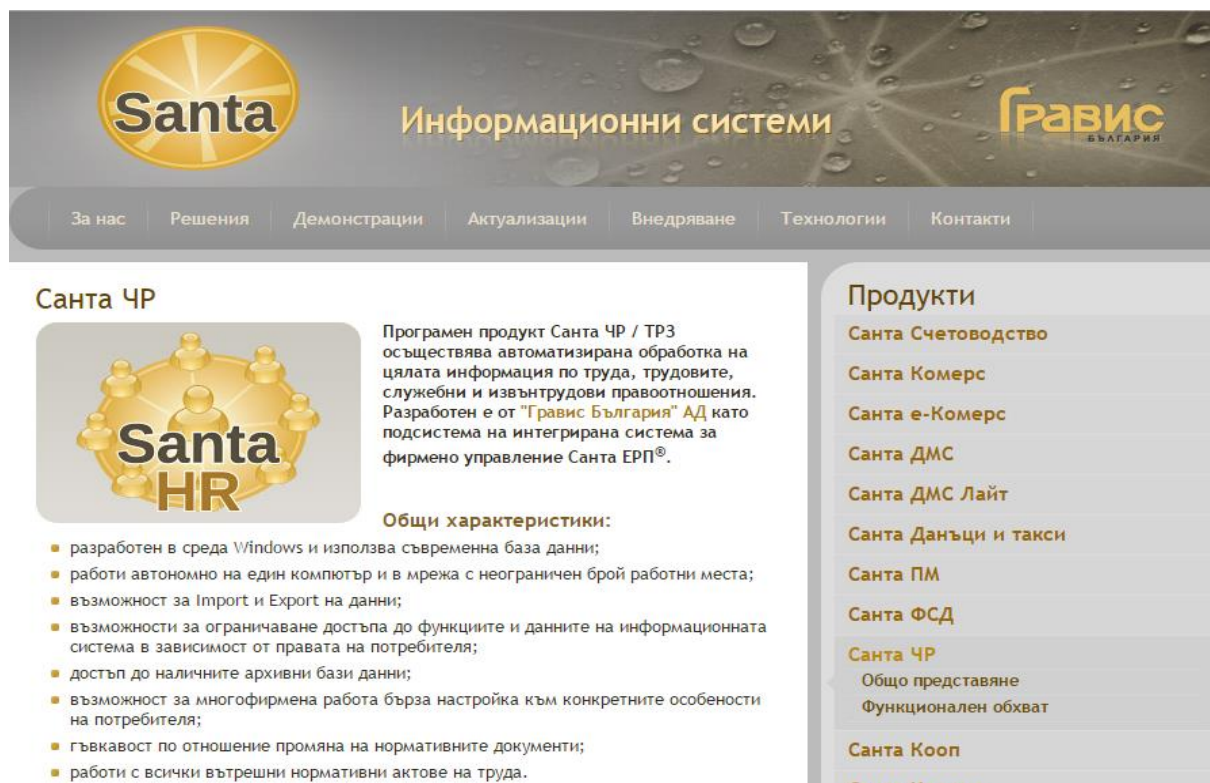 Santa
Информационни системи
Гравис
БЪЛГАРИЯ
За нас
Решения
Демонстрации
Актуализации
Внедряване
Технологии
Контакти
Санта ЧР
Santa
HR
Програмен продукт Санта ЧР / ТРЗ
осъществява автоматизирана обработка на
цялата информация по труда, трудовите,
служебни и извънтрудови правоотношения.
Разработен е от "Гравис България" АД като
подсистема на интегрирана система за
фирмено управление Санта ЕРП®.
Общи характеристики:
разработен в среда Windows и използва съвременна база данни;
работи автономно на един компютър и в мрежа с неограничен брой работни места;
възможност за Import и Export на данни;
възможности за ограничаване достъпа до функциите и данните на информационната
система в зависимост от правата на потребителя;
достъп до наличните архивни бази данни;
възможност за многофирмена работа бърза настройка към конкретните особености
на потребителя;
гъвкавост по отношение промяна на нормативните документи;
работи с всички вътрешни нормативни актове на труда.
Продукти
Санта Счетоводство
Санта Комерс
Санта е-Комерс
Санта ДМС
Санта ДМС Лайт
Санта Данъци и такси
Санта ПМ
Санта ФСД
Санта ЧР
Общо представяне
Функционален обхват
Санта Кооп